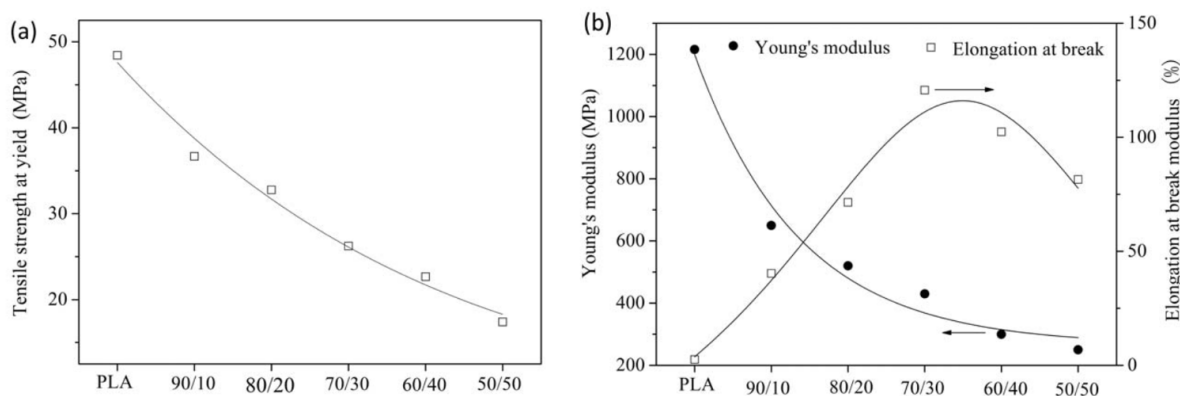 (a)
Tensile strength at yield (MPa)
50
40
30
20
PLA 90/10 80/20 70/30 60/40 50/50
(b)
Young's modulus (MPa)
1200
1000
800
600
400
200
Young's modulus Elongation at break
150
100
50
0
Elongation at break modulus (%)
PLA 90/10 80/20 70/30 60/40 50/50